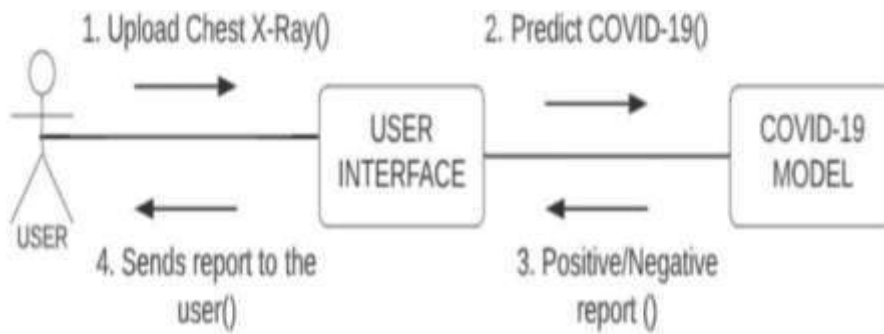 1. Upload Chest X-Ray()
2. Predict COVID-19()
USER
INTERFACE
COVID-19
MODEL
USER
4. Sends report to the
user()
3. Positive/Negative
report ()